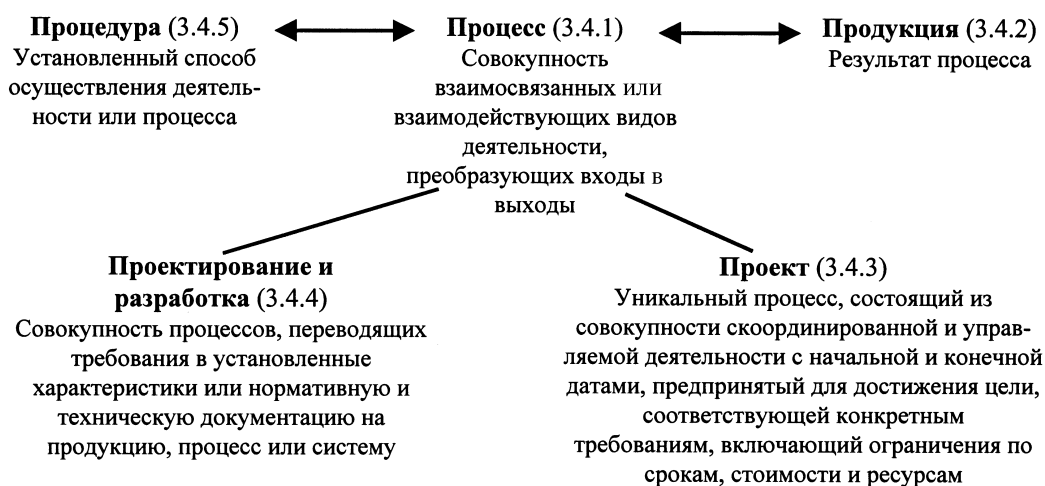 Процедура (3.4.5)
Установленный способ
осуществления деятель-
ности или процесса
Процесс (3.4.1)
Совокупность
взаимосвязанных или
взаимодействующих видов
деятельности,
преобразующих входы в
выходы
Продукция (3.4.2)
Результат процесса
Проектирование и
разработка (3.4.4)
Совокупность процессов, переводящих
требования в установленные
характеристики или нормативную и
техническую документацию на
продукцию, процесс или систему
Проект (3.4.3)
Уникальный процесс, состоящий из
совокупности скоординированной и управ-
ляемой деятельности с начальной и конечной
датами, предпринятый для достижения цели,
соответствующей конкретным
требованиям, включающий ограничения по
срокам, стоимости и ресурсам